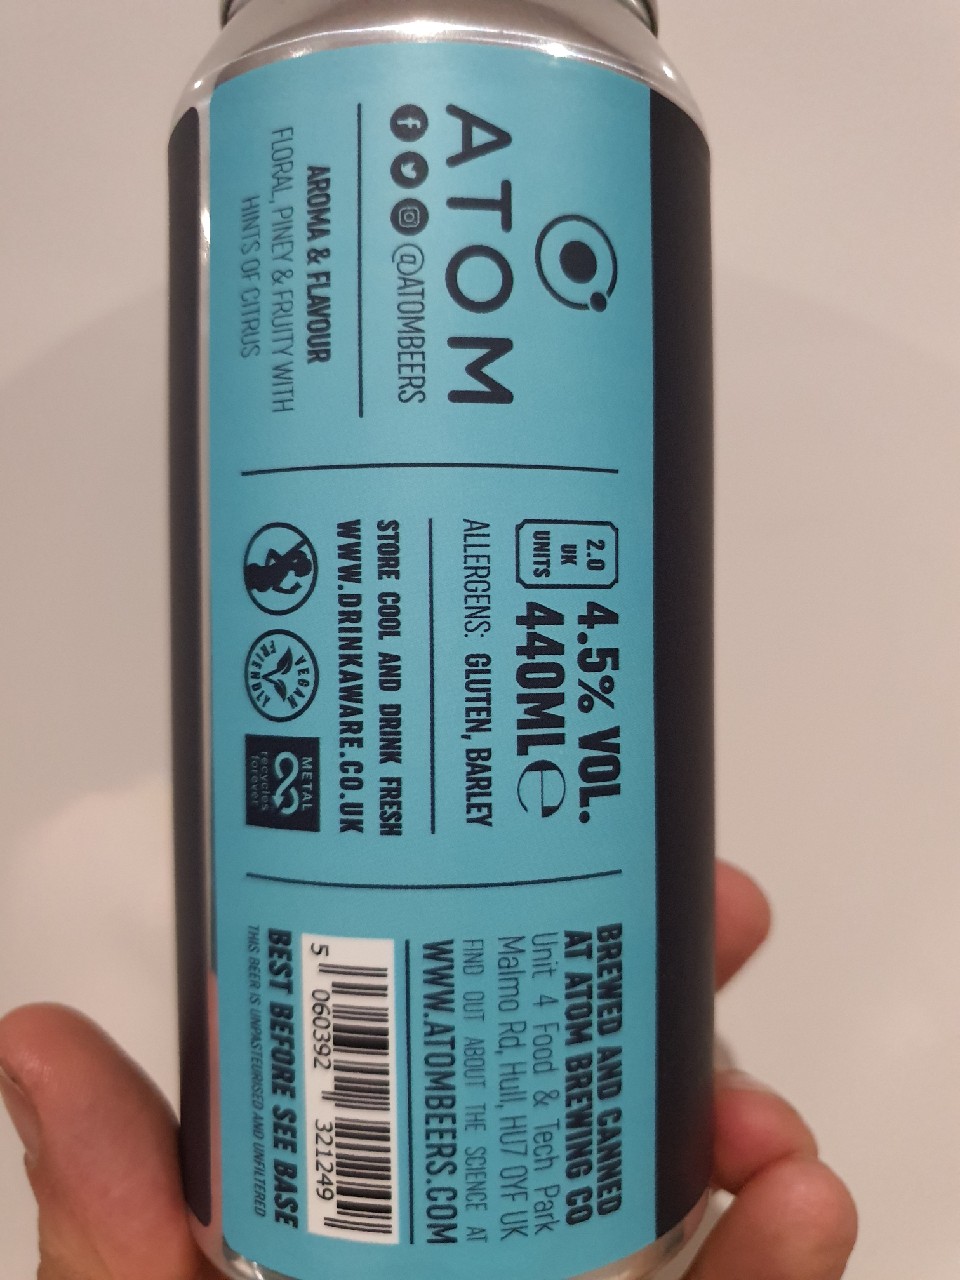 ATOM
@ATOMBEERS
AROMA & FLAVOUR
FLORAL, PINEY & FRUITY WITH
HINTS OF CITRUS
2.0
UK
UNITS
4.5% VOL.
440ML e
ALLERGENS: GLUTEN, BARLEY
STORE COOL AND DRINK FRESH
WWW.DRINKAWARE.CO.UK
VEGAN
FRIENDLY
METAL
recycles
forever
BREWED AND CANNED
AT ATOM BREWING CO
Unit 4 Food & Tech Park
Malmo Rd, Hull, HU7 0YF UK
FIND OUT ABOUT THE SCIENCE AT
WWW.ATOMBEERS.COM
5 060392 321249
BEST BEFORE SEE BASE
THIS BEER IS UNPASTEURISED AND UNFILTERED